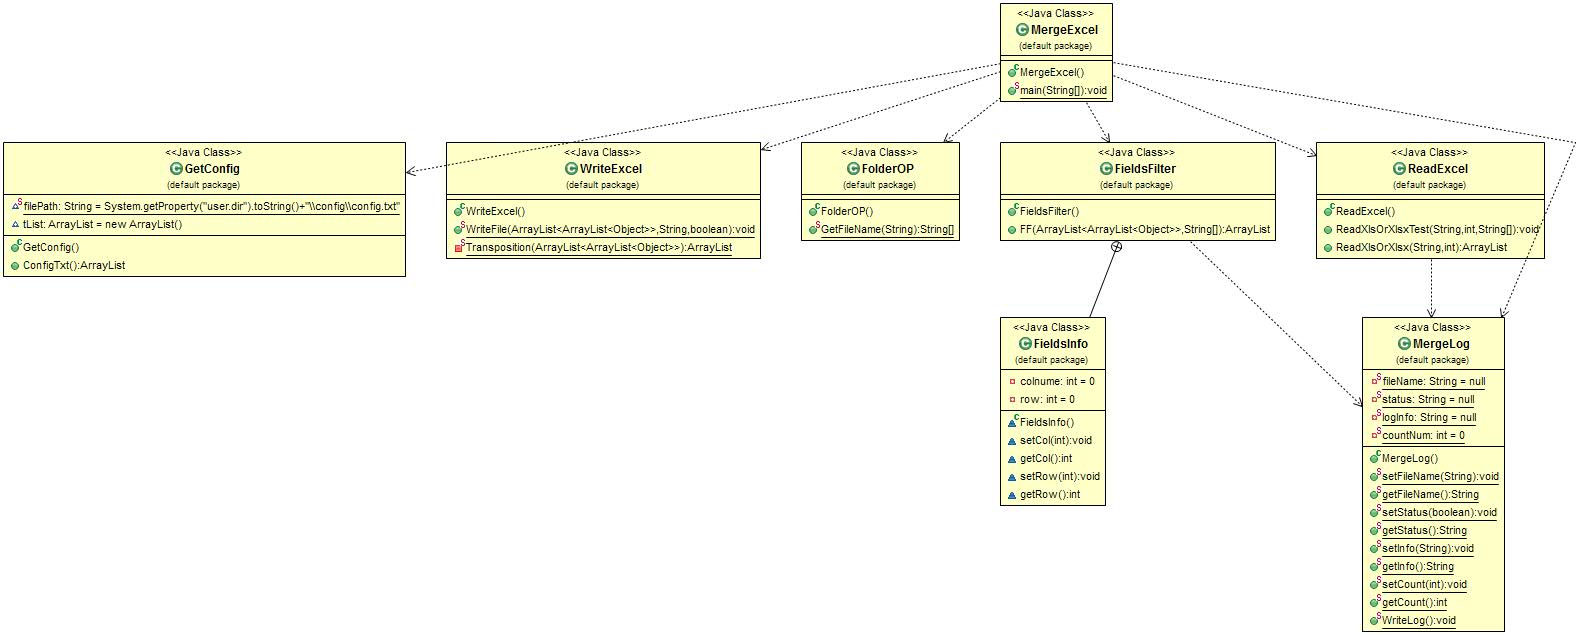 <<Java Class>>
MergeExcel
(default package)
MergeExcel()
main(String[]):void
<<Java Class>>
GetConfig
(default package)
filePath: String = System.getProperty("user.dir").toString()+"\\config\\config.txt"
tList: ArrayList = new ArrayList()
GetConfig()
ConfigTxt():ArrayList
<<Java Class>>
WriteExcel
(default package)
WriteExcel()
WriteFile(ArrayList<ArrayList<Object>>,String,boolean):void
Transposition(ArrayList<ArrayList<Object>>):ArrayList
<<Java Class>>
FolderOP
(default package)
FolderOP()
GetFileName(String):String[]
<<Java Class>>
FieldsFilter
(default package)
FieldsFilter()
FF(ArrayList<ArrayList<Object>>,String[]):ArrayList
<<Java Class>>
ReadExcel
(default package)
ReadExcel()
ReadXlsOrXlsxTest(String,int,String[]):void
ReadXlsOrXlsx(String,int):ArrayList
<<Java Class>>
FieldsInfo
(default package)
colnume: int = 0
row: int = 0
FieldsInfo()
setCol(int):void
getCol():int
setRow(int):void
getRow():int
<<Java Class>>
MergeLog
(default package)
fileName: String = null
status: String = null
logInfo: String = null
countNum: int = 0
MergeLog()
setFileName(String):void
getFileName():String
setStatus(boolean):void
getStatus():String
setInfo(String):void
getInfo():String
setCount(int):void
getCount():int
WriteLog():void